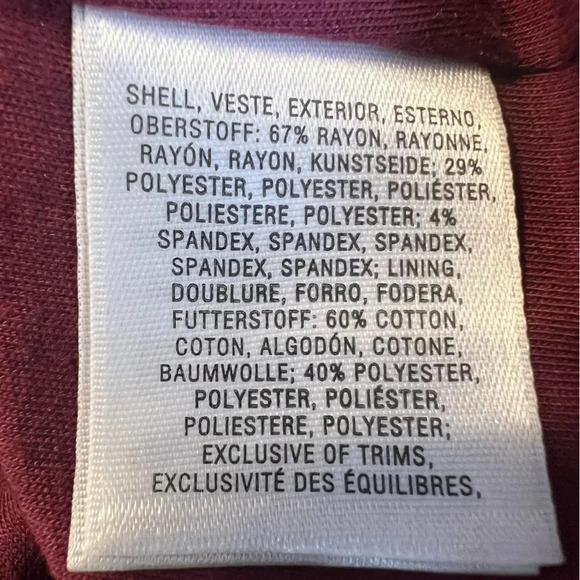 SHELL, VESTE, EXTERIOR, ESTERNO,
OBERSTOFF: 67% RAYON, RAYONNE,
RAYÓN, RAYON, KUNSTSEIDE; 29%
POLYESTER, POLYESTER, POLIÉSTER,
POLIESTERE, POLYESTER; 4%
SPANDEX, SPANDEX, SPANDEX,
SPANDEX, SPANDEX; LINING,
DOUBLURE, FORRO, FODERA,
FUTTERSTOFF: 60% COTTON,
COTON, ALGODÓN, COTONE,
BAUMWOLLE; 40% POLYESTER,
POLYESTER, POLIÉSTER,
POLIESTERE, POLYESTER;
EXCLUSIVE OF TRIMS,
EXCLUSIVITÉ DES ÉQUILIBRES,